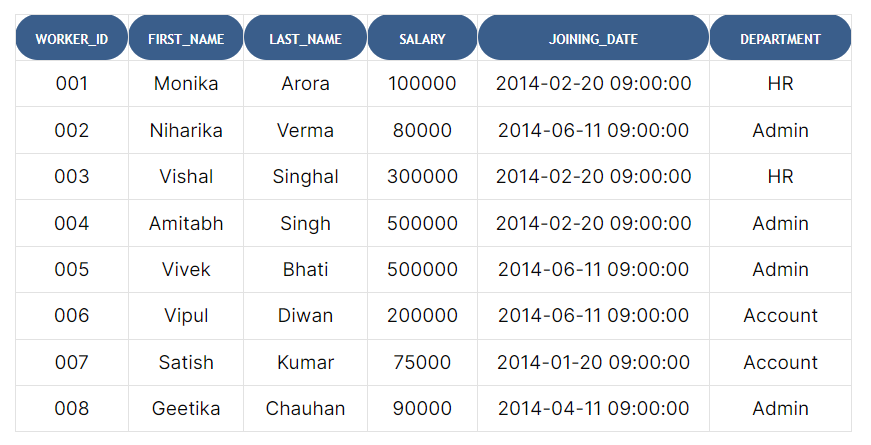 WORKER_ID FIRST_NAME LAST_NAME SALARY JOINING_DATE DEPARTMENT
001 Monika Arora 100000 2014-02-20 09:00:00 HR
002 Niharika Verma 80000 2014-06-11 09:00:00 Admin
003 Vishal Singhal 300000 2014-02-20 09:00:00 HR
004 Amitabh Singh 500000 2014-02-20 09:00:00 Admin
005 Vivek Bhati 500000 2014-06-11 09:00:00 Admin
006 Vipul Diwan 200000 2014-06-11 09:00:00 Account
007 Satish Kumar 75000 2014-01-20 09:00:00 Account
008 Geetika Chauhan 90000 2014-04-11 09:00:00 Admin